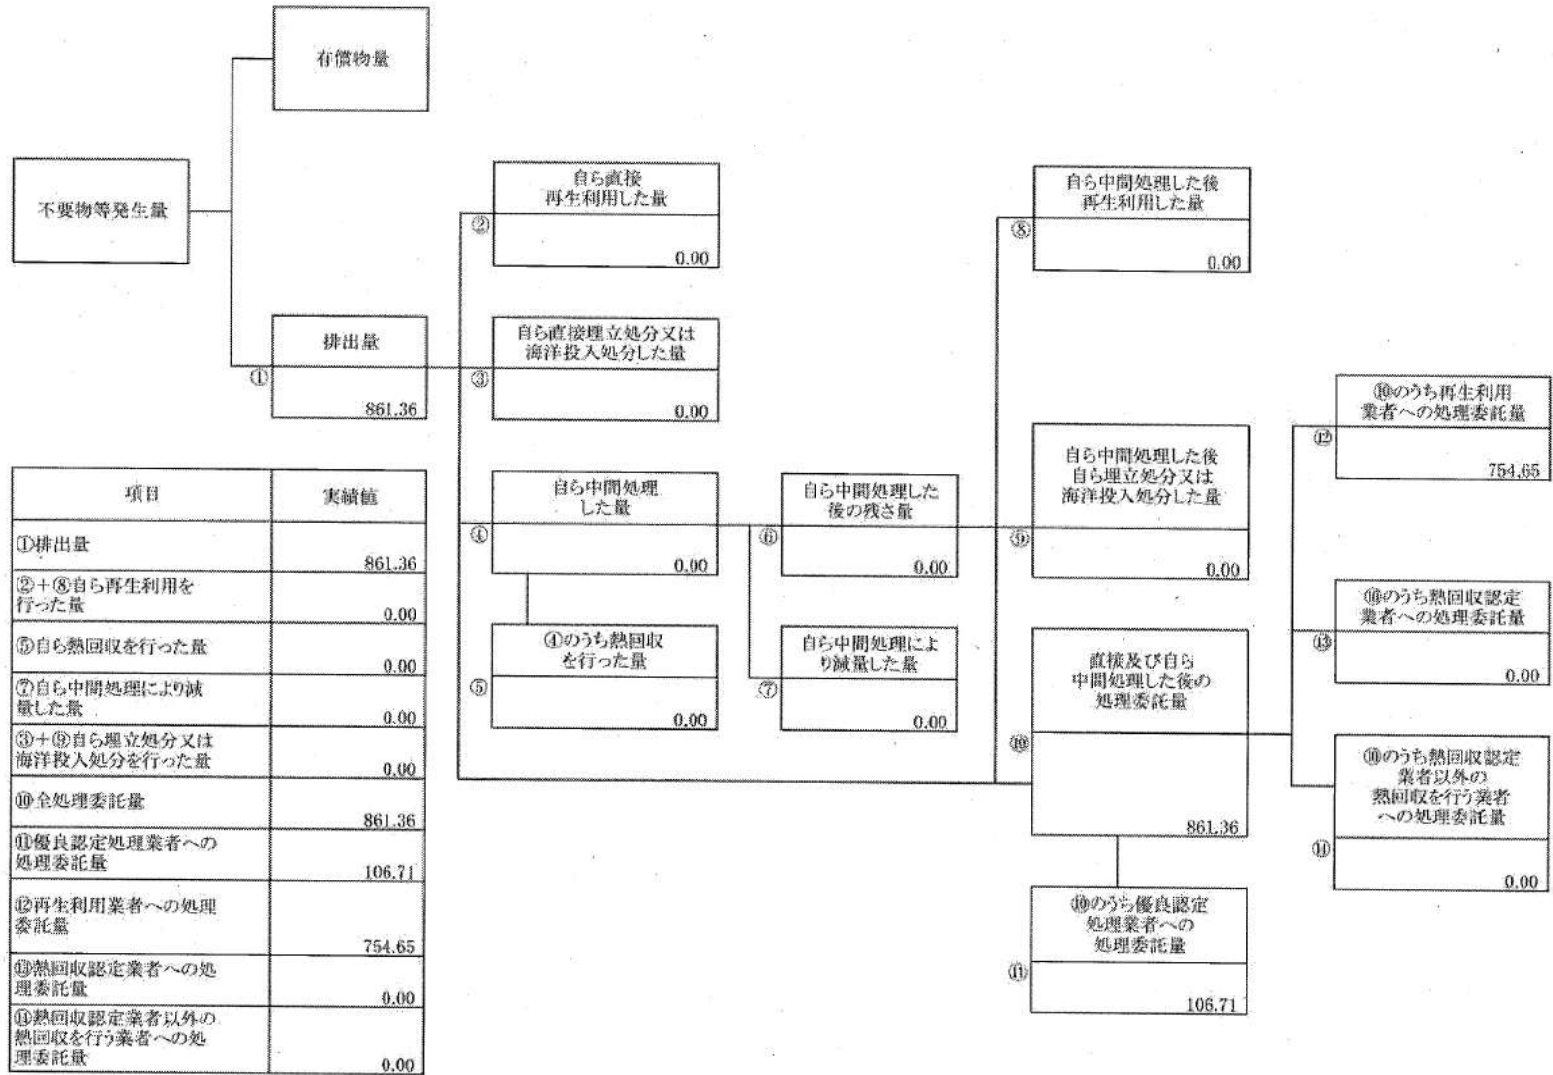 有償物量
不要物等発生量
排出量
①
861.36
自ら直接
再生利用した量
②
0.00
自ら直接埋立処分又は
海洋投入処分した量
③
0.00
自ら中間処理
した量
④
0.00
④のうち熱回収
を行った量
⑤
0.00
自ら中間処理した
後の残さ量
⑥
0.00
自ら中間処理によ
り減量した量
⑦
0.00
自ら中間処理した後
再生利用した量
⑧
0.00
自ら中間処理した後
自ら埋立処分又は
海洋投入処分した量
⑨
0.00
直接及び自ら
中間処理した後の
処理委託量
⑩
861.36
⑩のうち優良認定
処理業者への
処理委託量
⑪
106.71
⑩のうち再生利用
業者への処理委託量
⑫
754.65
⑩のうち熱回収認定
業者への処理委託量
⑬
0.00
⑩のうち熱回収認定
業者以外の
熱回収を行う業者
への処理委託量
⑭
0.00
項目 実績値
①排出量
861.36
②＋⑧自ら再生利用を
行った量
0.00
⑤自ら熱回収を行った量
0.00
⑦自ら中間処理により減
量した量
0.00
③＋⑨自ら埋立処分又は
海洋投入処分を行った量
0.00
⑩全処理委託量
861.36
⑪優良認定処理業者への
処理委託量
106.71
⑫再生利用業者への処理
委託量
754.65
⑬熱回収認定業者への処
理委託量
0.00
⑭熱回収認定業者以外の
熱回収を行う業者への処
理委託量
0.00